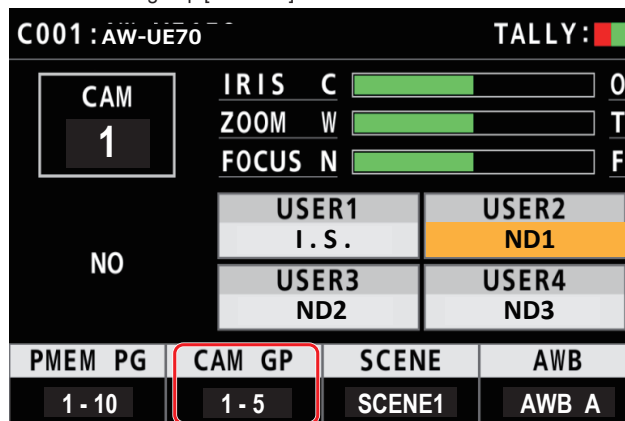 C001:AW-UE70 TALLY:
CAM
1
IRIS C
ZOOM W
FOCUS N
NO
USER1 USER2
I.S. ND1
USER3 USER4
ND2 ND3
PMEM PG CAM GP SCENE AWB
1 - 10 1 - 5 SCENE1 AWB A